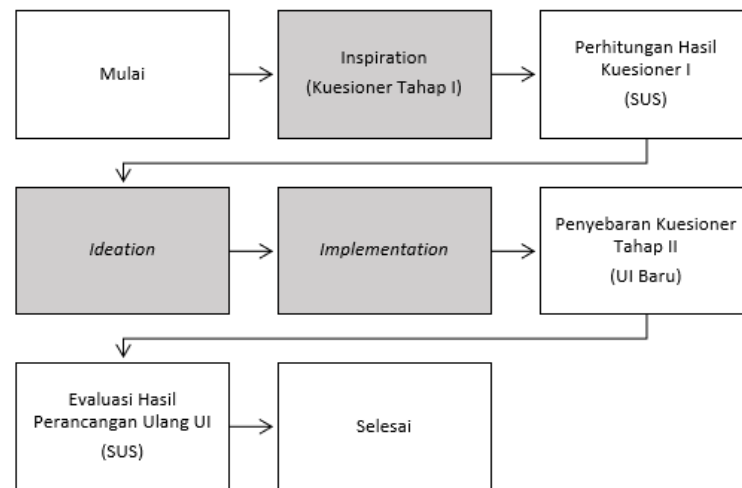 Mulai
Inspiration
(Kuesioner Tahap I)
Perhitungan Hasil
Kuesioner I
(SUS)
Ideation
Implementation
Penyebaran Kuesioner
Tahap II
(UI Baru)
Evaluasi Hasil
Perancangan Ulang UI
(SUS)
Selesai